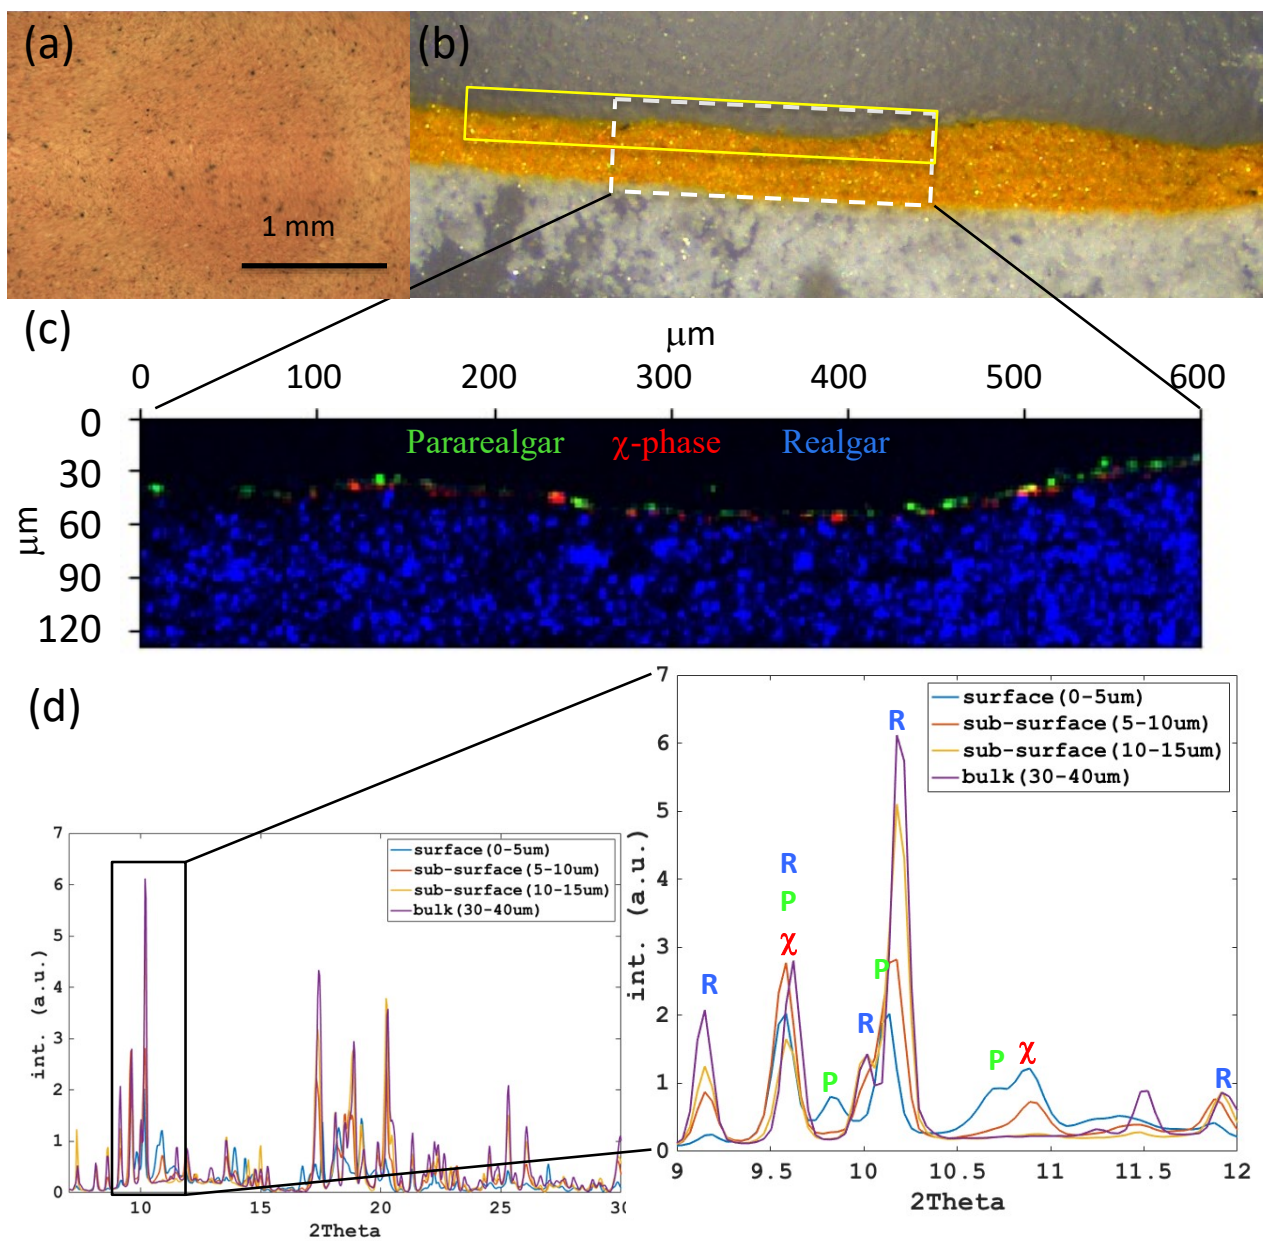 (a)
(b)
1 mm
(c)
μm
0 100 200 300 400 500 600
Pararealgar χ-phase Realgar
μm
0
30
60
90
120
(d)
7
6
5
4
3
2
1
0
int. (a.u.)
surface(0-5um)
sub-surface(5-10um)
sub-surface(10-15um)
bulk(30-40um)
10 15 20 25 30
2Theta
7
6
5
4
3
2
1
0
int. (a.u.)
surface(0-5um)
sub-surface(5-10um)
sub-surface(10-15um)
bulk(30-40um)
R
R
P
χ
P
R
R
P
P
χ
R
9 9.5 10 10.5 11 11.5 12
2Theta